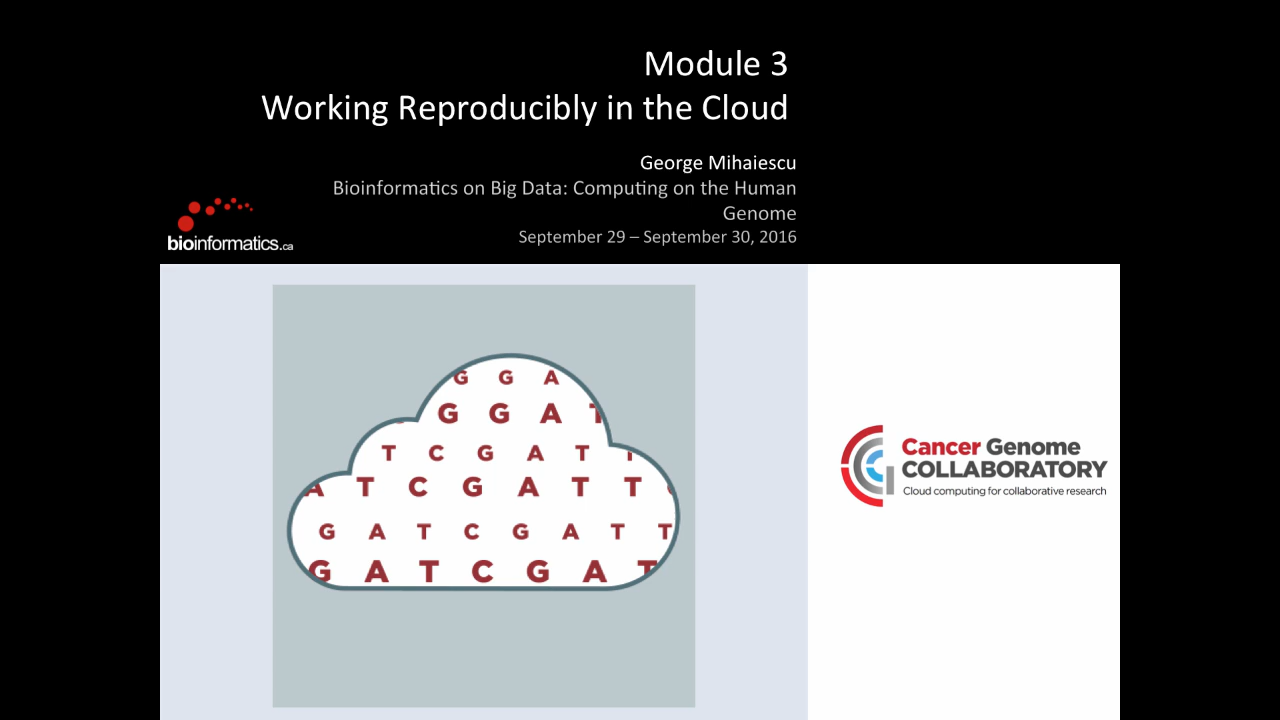 Module 3
Working Reproducibly in the Cloud
George Mihaiescu
Bioinformatics on Big Data: Computing on the Human
Genome
September 29 – September 30, 2016
bioinformatics.ca
G G A
G G A T
T C G A T T
A T C G A T T
G A T C G A T T
G A T C G A T
Cancer Genome
COLLABORATORY
Cloud computing for collaborative research